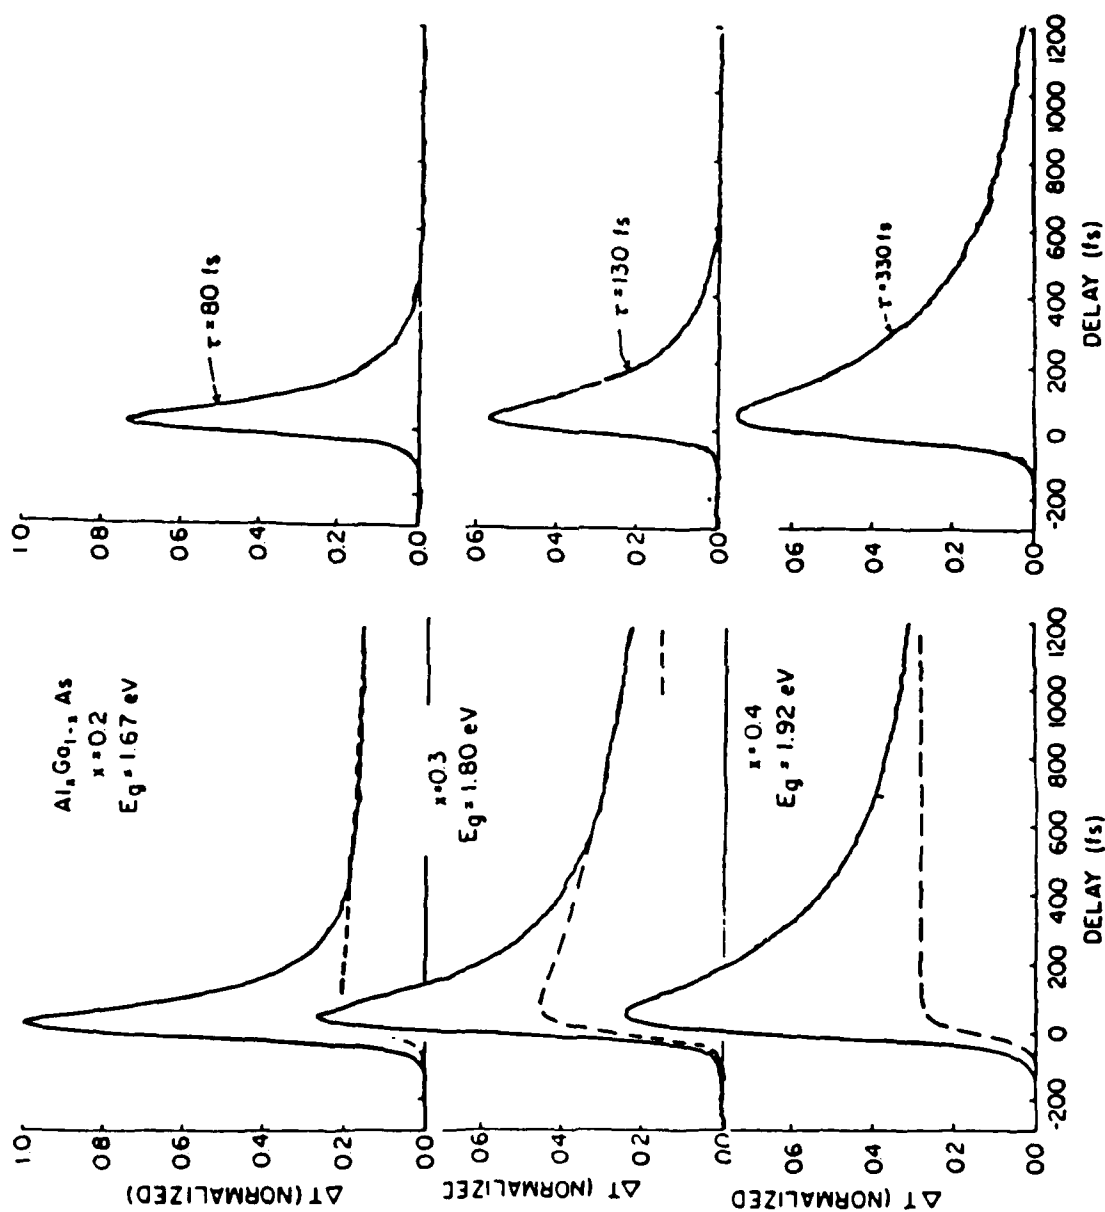 1.0
0.8
0.6
0.4
0.2
0.0
ΔT (NORMALIZED)
AlxGa1-xAs
x=0.2
Eg = 1.67 eV
1.0
0.8
0.6
0.4
0.2
0.0
τ = 80 fs
0.6
0.4
0.2
0.0
ΔT (NORMALIZED
x=0.3
Eg = 1.80 eV
0.6
0.4
0.2
0.0
τ = 130 fs
0.6
0.4
0.2
0.0
ΔT (NORMALIZED
x=0.4
Eg = 1.92 eV
-200 0 200 400 600 800 1000 1200
DELAY (fs)
0.6
0.4
0.2
0.0
τ=330 fs
-200 0 200 400 600 800 1000 1200
DELAY (fs)